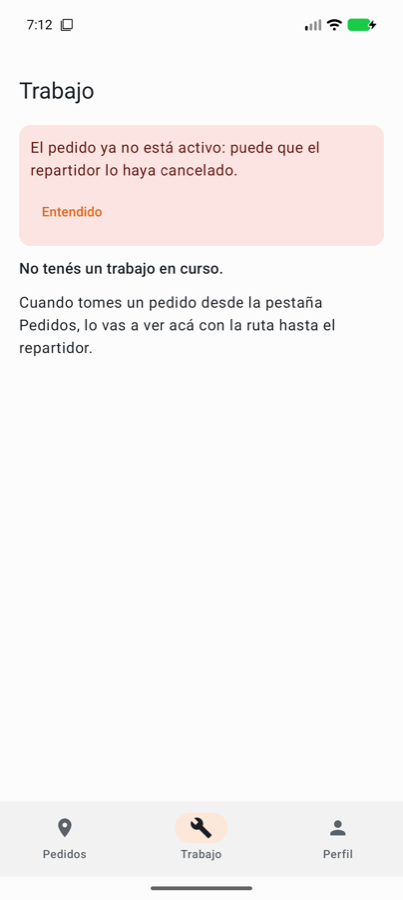 7:12
Trabajo
El pedido ya no está activo: puede que el
repartidor lo haya cancelado.
Entendido
No tenés un trabajo en curso.
Cuando tomes un pedido desde la pestaña
Pedidos, lo vas a ver acá con la ruta hasta el
repartidor.
Pedidos
Trabajo
Perfil